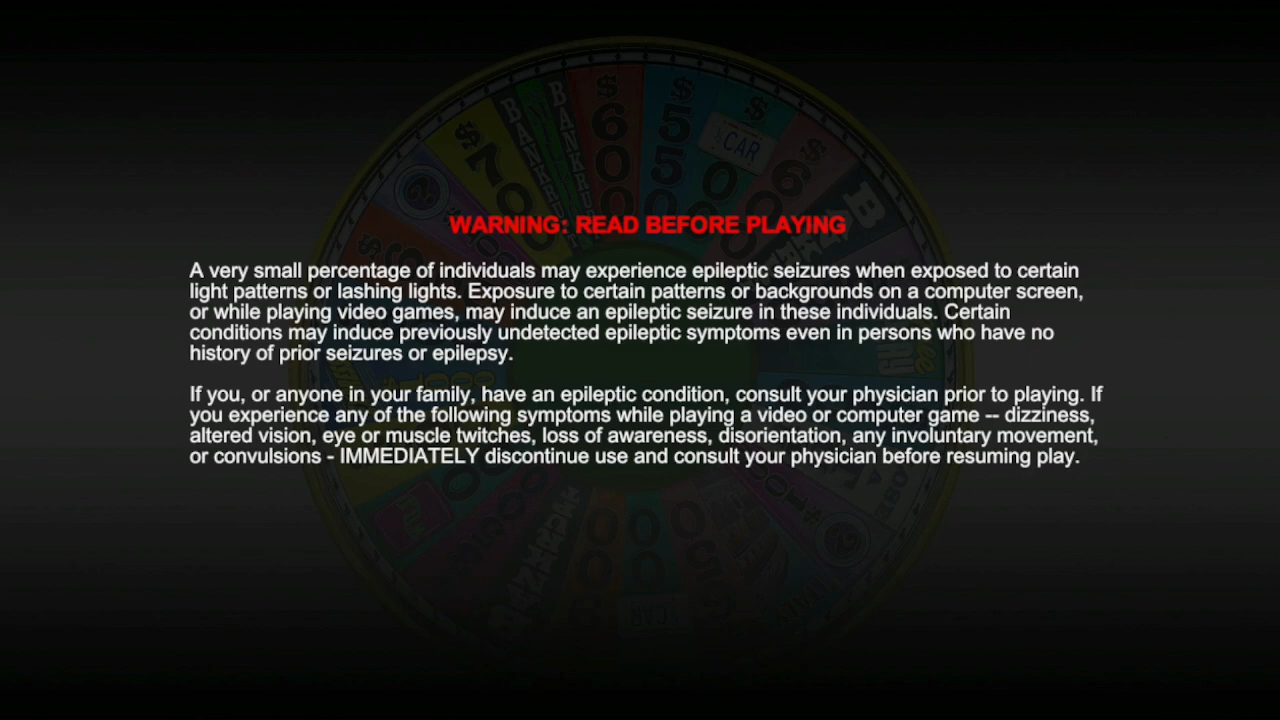 WARNING: READ BEFORE PLAYING
A very small percentage of individuals may experience epileptic seizures when exposed to certain
light patterns or lashing lights. Exposure to certain patterns or backgrounds on a computer screen,
or while playing video games, may induce an epileptic seizure in these individuals. Certain
conditions may induce previously undetected epileptic symptoms even in persons who have no
history of prior seizures or epilepsy.
If you, or anyone in your family, have an epileptic condition, consult your physician prior to playing. If
you experience any of the following symptoms while playing a video or computer game -- dizziness,
altered vision, eye or muscle twitches, loss of awareness, disorientation, any involuntary movement,
or convulsions - IMMEDIATELY discontinue use and consult your physician before resuming play.
$700
BANKRUPT
BANKRUPT
$600
$550
CAR